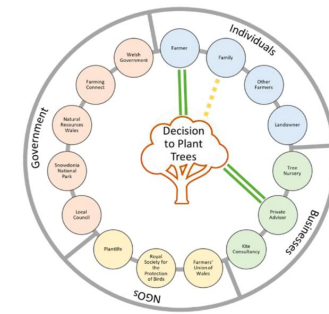 Individuals
Farmer
Family
Other
Farmers
Landowner
Businesses
Tree
Nursery
Private
Advisor
Kite
Consultancy
NGOs
Farmers'
Union of
Wales
Royal
Society for
the
Protection
of Birds
Plantlife
Government
Local
Council
Snowdonia
National
Park
Natural
Resources
Wales
Farming
Connect
Welsh
Government
Decision
to Plant
Trees